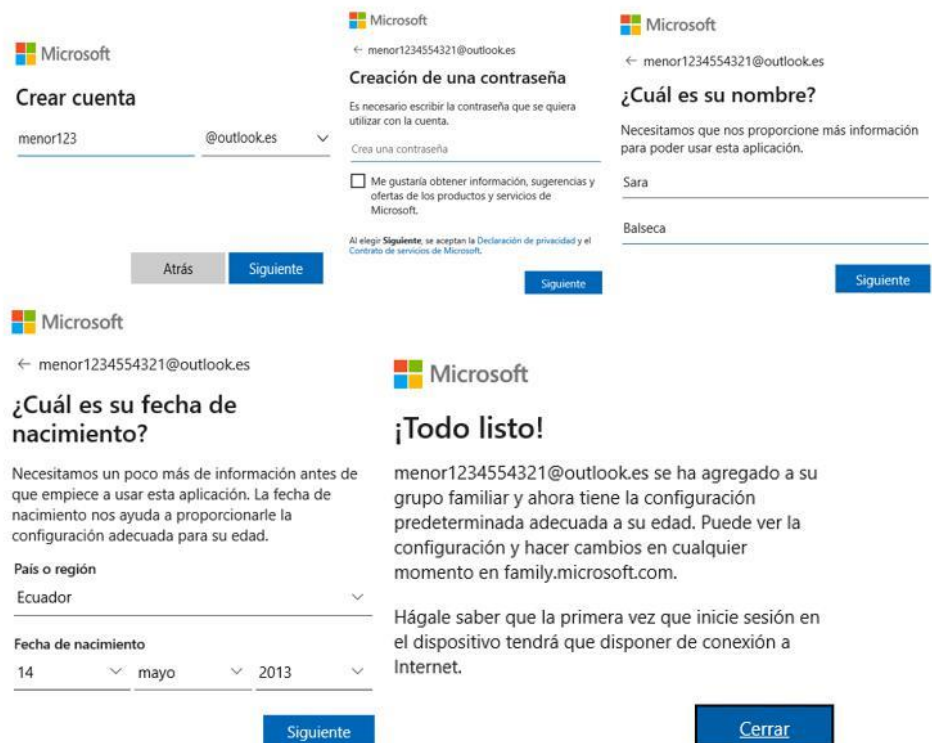 Microsoft
Crear cuenta
menor123 @outlook.es
Atrás Siguiente
Microsoft
← menor1234554321@outlook.es
Creación de una contraseña
Es necesario escribir la contraseña que se quiera
utilizar con la cuenta.
Crea una contraseña
Me gustaría obtener información, sugerencias y
ofertas de los productos y servicios de
Microsoft.
Al elegir Siguiente, se aceptan la Declaración de privacidad y el
Contrato de servicios de Microsoft.
Siguiente
Microsoft
← menor1234554321@outlook.es
¿Cuál es su nombre?
Necesitamos que nos proporcione más información
para poder usar esta aplicación.
Sara
Balseca
Siguiente
Microsoft
← menor1234554321@outlook.es
¿Cuál es su fecha de
nacimiento?
Necesitamos un poco más de información antes de
que empiece a usar esta aplicación. La fecha de
nacimiento nos ayuda a proporcionarle la
configuración adecuada para su edad.
País o región
Ecuador
Fecha de nacimiento
14 mayo 2013
Siguiente
Microsoft
¡Todo listo!
menor1234554321@outlook.es se ha agregado a su
grupo familiar y ahora tiene la configuración
predeterminada adecuada a su edad. Puede ver la
configuración y hacer cambios en cualquier
momento en family.microsoft.com.
Hágale saber que la primera vez que inicie sesión en
el dispositivo tendrá que disponer de conexión a
Internet.
Cerrar